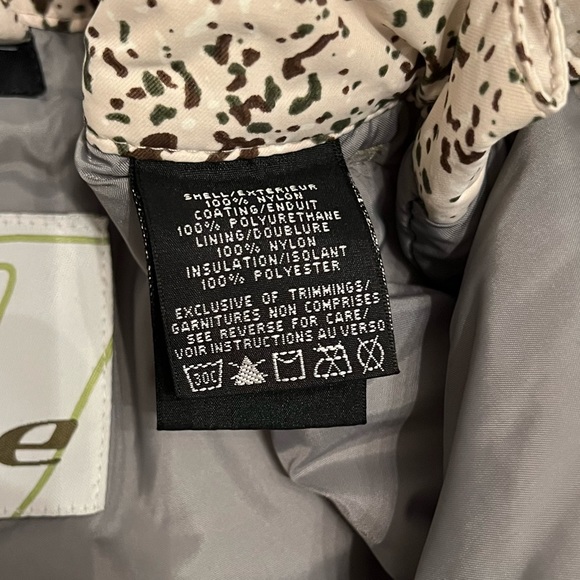 SHELL/EXTERIEUR
100% NYLON
COATING/ENDUIT
100% POLYURETHANE
LINING/DOUBLURE
100% NYLON
INSULATION/ISOLANT
100% POLYESTER
EXCLUSIVE OF TRIMMINGS/
GARNITURES NON COMPRISES
SEE REVERSE FOR CARE/
VOIR INSTRUCTIONS AU VERSO
30C
e